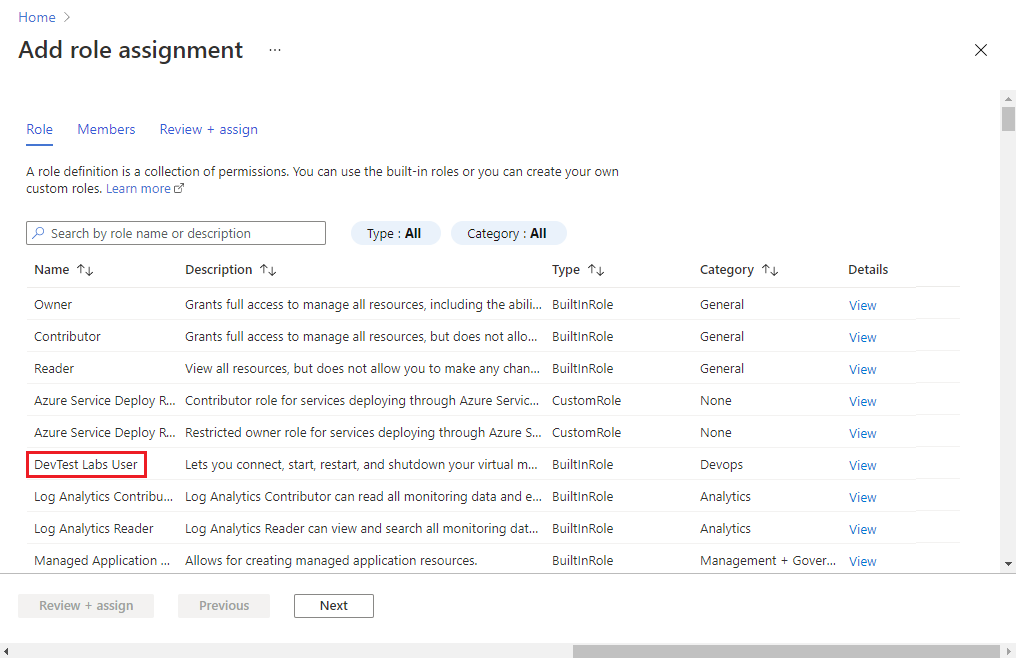 Home
Add role assignment ...
Role Members Review + assign
A role definition is a collection of permissions. You can use the built-in roles or you can create your own
custom roles. Learn more
Search by role name or description Type : All Category : All
Name Description Type Category Details
Owner Grants full access to manage all resources, including the abili... BuiltInRole General View
Contributor Grants full access to manage all resources, but does not allo... BuiltInRole General View
Reader View all resources, but does not allow you to make any chan... BuiltInRole General View
Azure Service Deploy R... Contributor role for services deploying through Azure Servic... CustomRole None View
Azure Service Deploy R... Restricted owner role for services deploying through Azure S... CustomRole None View
DevTest Labs User Lets you connect, start, restart, and shutdown your virtual m... BuiltInRole Devops View
Log Analytics Contribu... Log Analytics Contributor can read all monitoring data and e... BuiltInRole Analytics View
Log Analytics Reader Log Analytics Reader can view and search all monitoring dat... BuiltInRole Analytics View
Managed Application ... Allows for creating managed application resources. BuiltInRole Management + Gover... View
Review + assign Previous Next